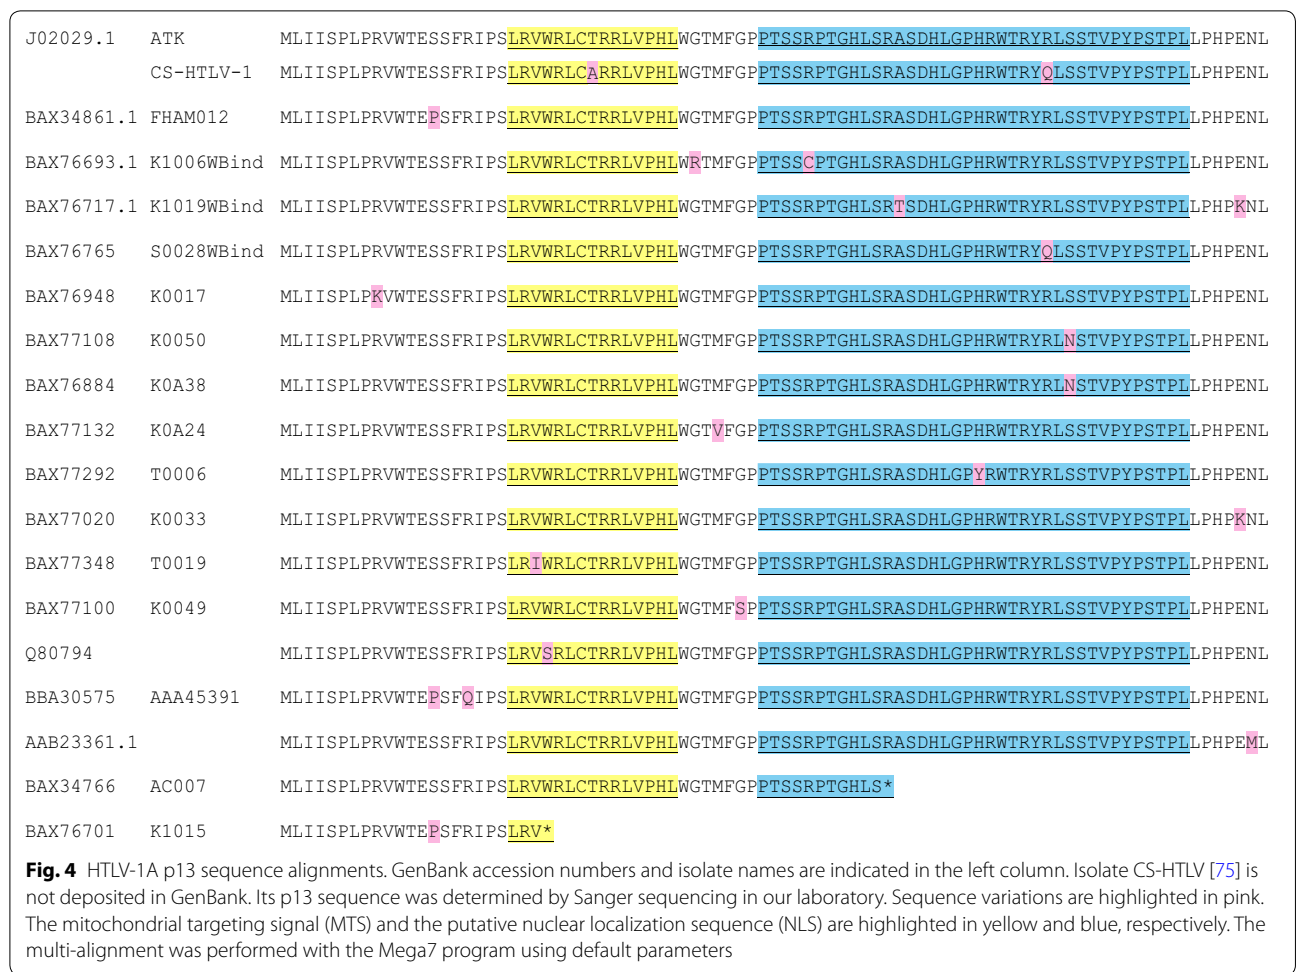 J02029.1 ATK MLIISPLPRVWTESSFRIPSLRVWRLCTRRLVPHLWGTMFGPPTSSRPTGHLSRASDHLGPHRWTRYRLSSTVPYPSTPLLPHPENL
CS-HTLV-1 MLIISPLPRVWTESSFRIPSLRVWRLCARRLVPHLWGTMFGPPTSSRPTGHLSRASDHLGPHRWTRYQLSSTVPYPSTPLLPHPENL
BAX34861.1 FHAM012 MLIISPLPRVWTEPSFRIPSLRVWRLCTRRLVPHLWGTMFGPPTSSRPTGHLSRASDHLGPHRWTRYRLSSTVPYPSTPLLPHPENL
BAX76693.1 K1006WBind MLIISPLPRVWTESSFRIPSLRVWRLCTRRLVPHLWRTMFGPPTSSCPTGHLSRASDHLGPHRWTRYRLSSTVPYPSTPLLPHPENL
BAX76717.1 K1019WBind MLIISPLPRVWTESSFRIPSLRVWRLCTRRLVPHLWGTMFGPPTSSRPTGHLSRTSDHLGPHRWTRYRLSSTVPYPSTPLLPHPKNL
BAX76765 S0028WBind MLIISPLPRVWTESSFRIPSLRVWRLCTRRLVPHLWGTMFGPPTSSRPTGHLSRASDHLGPHRWTRYQLSSTVPYPSTPLLPHPENL
BAX76948 K0017 MLIISPLPKVWTESSFRIPSLRVWRLCTRRLVPHLWGTMFGPPTSSRPTGHLSRASDHLGPHRWTRYRLSSTVPYPSTPLLPHPENL
BAX77108 K0050 MLIISPLPRVWTESSFRIPSLRVWRLCTRRLVPHLWGTMFGPPTSSRPTGHLSRASDHLGPHRWTRYRLNSTVPYPSTPLLPHPENL
BAX76884 K0A38 MLIISPLPRVWTESSFRIPSLRVWRLCTRRLVPHLWGTMFGPPTSSRPTGHLSRASDHLGPHRWTRYRLNSTVPYPSTPLLPHPENL
BAX77132 K0A24 MLIISPLPRVWTESSFRIPSLRVWRLCTRRLVPHLWGTVFGPPTSSRPTGHLSRASDHLGPHRWTRYRLSSTVPYPSTPLLPHPENL
BAX77292 T0006 MLIISPLPRVWTESSFRIPSLRVWRLCTRRLVPHLWGTMFGPPTSSRPTGHLSRASDHLGPYRWTRYRLSSTVPYPSTPLLPHPENL
BAX77020 K0033 MLIISPLPRVWTESSFRIPSLRVWRLCTRRLVPHLWGTMFGPPTSSRPTGHLSRASDHLGPHRWTRYRLSSTVPYPSTPLLPHPKNL
BAX77348 T0019 MLIISPLPRVWTESSFRIPSLRIWRLCTRRLVPHLWGTMFGPPTSSRPTGHLSRASDHLGPHRWTRYRLSSTVPYPSTPLLPHPENL
BAX77100 K0049 MLIISPLPRVWTESSFRIPSLRVWRLCTRRLVPHLWGTMFSPPTSSRPTGHLSRASDHLGPHRWTRYRLSSTVPYPSTPLLPHPENL
Q80794 MLIISPLPRVWTESSFRIPSLRVSRLCTRRLVPHLWGTMFGPPTSSRPTGHLSRASDHLGPHRWTRYRLSSTVPYPSTPLLPHPENL
BBA30575 AAA45391 MLIISPLPRVWTEPSFQIPSLRVWRLCTRRLVPHLWGTMFGPPTSSRPTGHLSRASDHLGPHRWTRYRLSSTVPYPSTPLLPHPENL
AAB23361.1 MLIISPLPRVWTESSFRIPSLRVWRLCTRRLVPHLWGTMFGPPTSSRPTGHLSRASDHLGPHRWTRYRLSSTVPYPSTPLLPHPEML
BAX34766 AC007 MLIISPLPRVWTESSFRIPSLRVWRLCTRRLVPHLWGTMFGPPTSSRPTGHLS*
BAX76701 K1015 MLIISPLPRVWTEPSFRIPSLRV*
Fig. 4 HTLV-1A p13 sequence alignments. GenBank accession numbers and isolate names are indicated in the left column. Isolate CS-HTLV [75] is
not deposited in GenBank. Its p13 sequence was determined by Sanger sequencing in our laboratory. Sequence variations are highlighted in pink.
The mitochondrial targeting signal (MTS) and the putative nuclear localization sequence (NLS) are highlighted in yellow and blue, respectively. The
multi-alignment was performed with the Mega7 program using default parameters